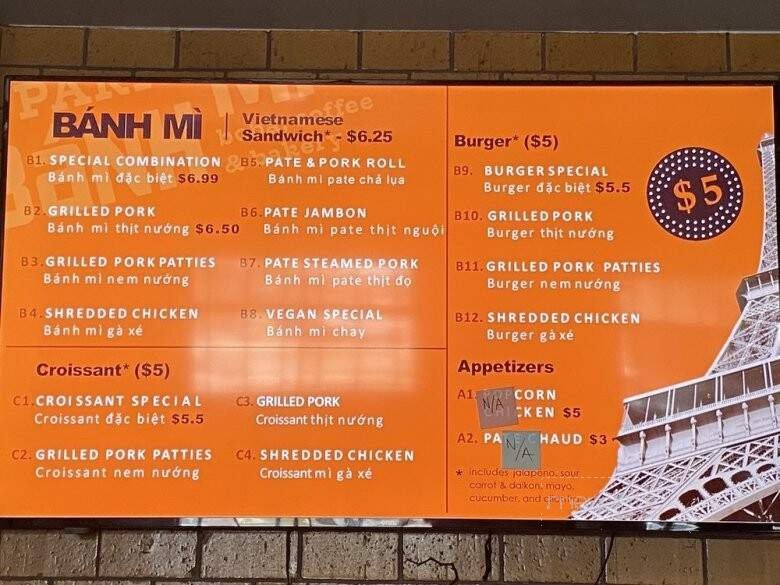 BÁNH MÌ
Vietnamese
Sandwich* - $6.25
B1. SPECIAL COMBINATION
Bánh mì đặc biệt $6.99
B2. GRILLED PORK
Bánh mì thịt nướng $6.50
B3. GRILLED PORK PATTIES
Bánh mì nem nướng
B4. SHREDDED CHICKEN
Bánh mì gà xé
B5. PATE & PORK ROLL
Bánh mì pate chả lụa
B6. PATE JAMBON
Bánh mì pate thịt nguội
B7. PATE STEAMED PORK
Bánh mì pate thịt đọ
B8. VEGAN SPECIAL
Bánh mì chay
Croissant* ($5)
C1. CROISSANT SPECIAL
Croissant đặc biệt $5.5
C2. GRILLED PORK PATTIES
Croissant nem nướng
C3. GRILLED PORK
Croissant thịt nướng
C4. SHREDDED CHICKEN
Croissant mì gà xé
Burger* ($5)
B9. BURGER SPECIAL
Burger đặc biệt $5.5
B10. GRILLED PORK
Burger thịt nướng
B11. GRILLED PORK PATTIES
Burger nem nướng
B12. SHREDDED CHICKEN
Burger gà xé
$5
Appetizers
A1. CORN
N/A
CKEN $5
A2. CHAUD $3
N/A
* includes jalapeno, sour
carrot & daikon, mayo,
cucumber, and